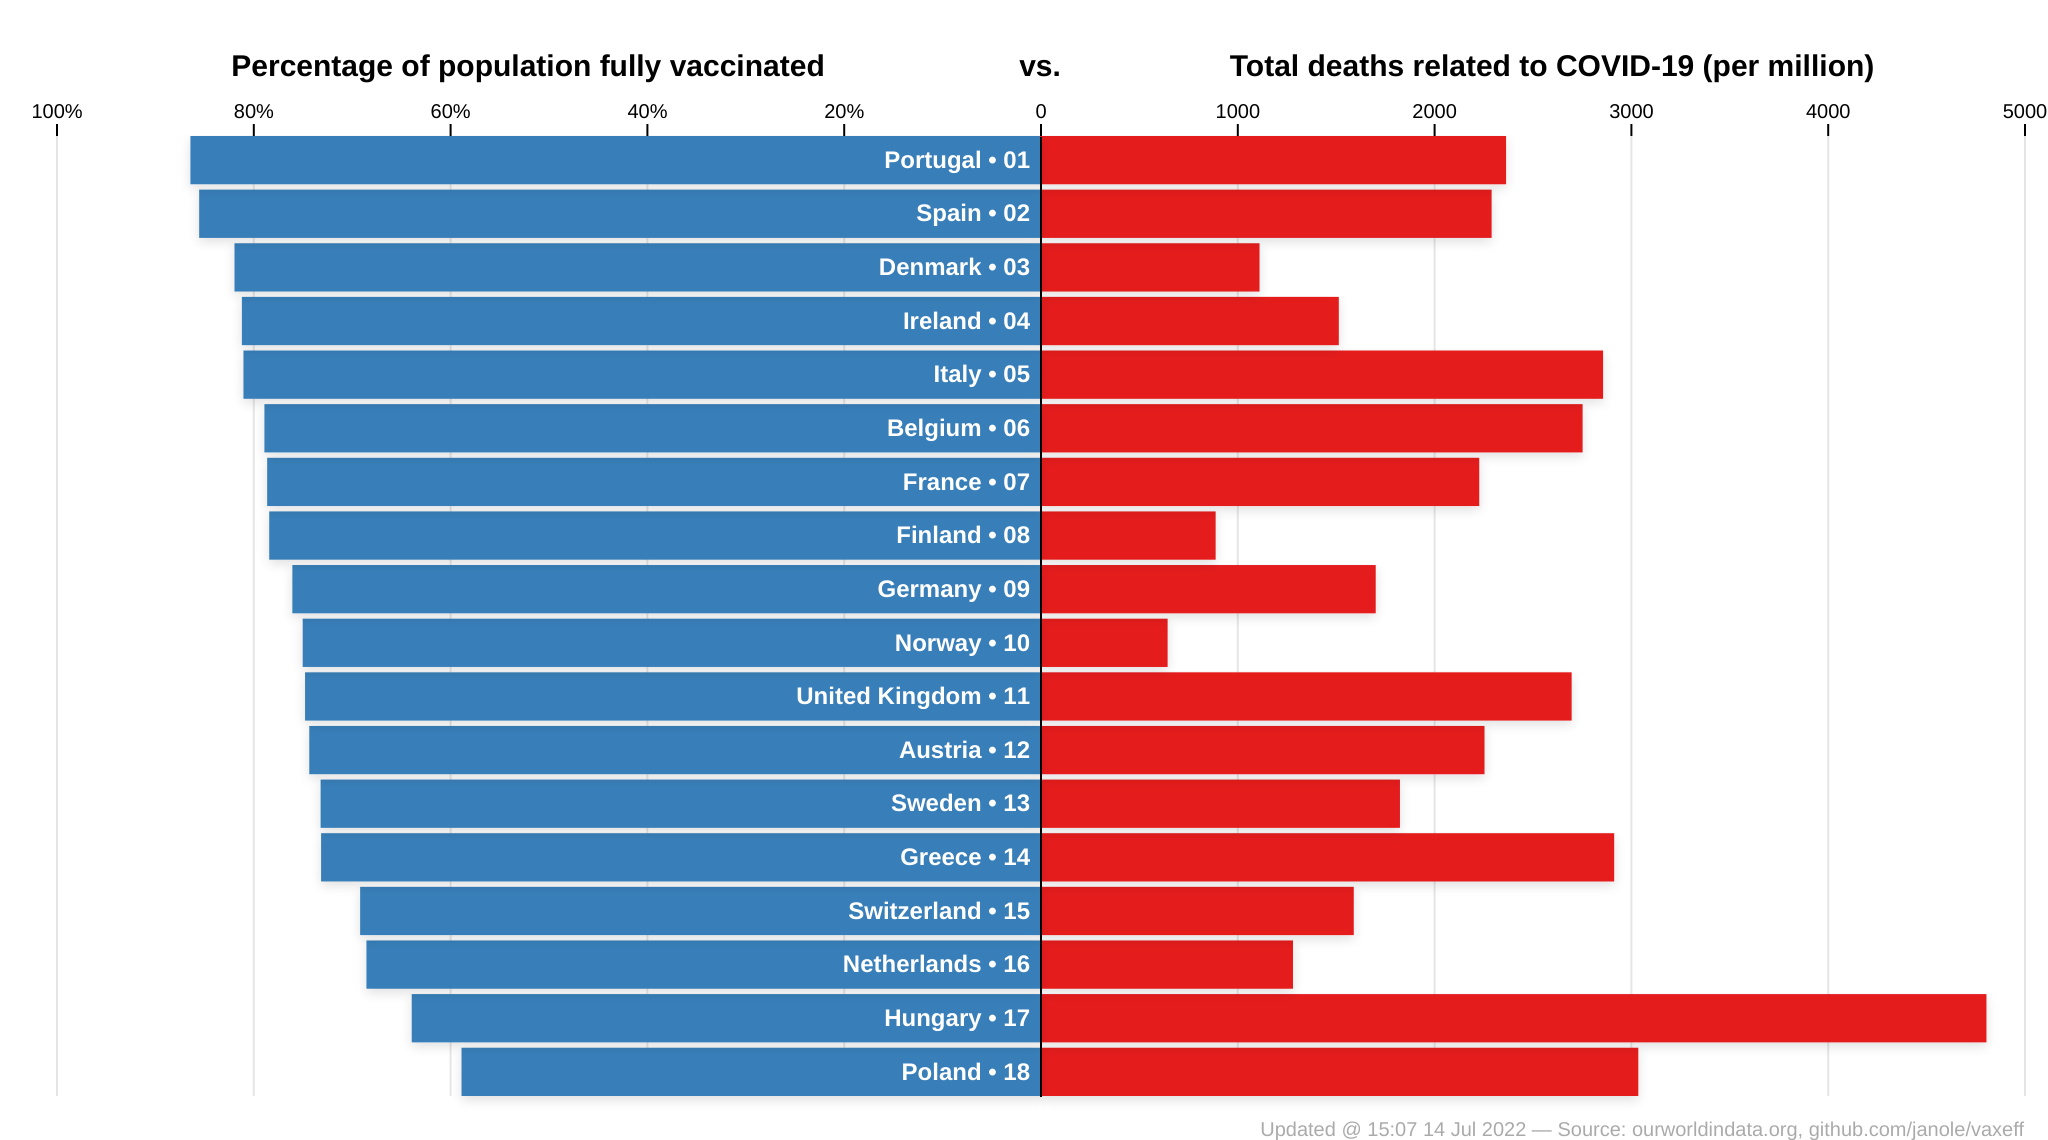 Percentage of population fully vaccinated vs. Total deaths related to COVID-19 (per million)
100% 80% 60% 40% 20% 0 1000 2000 3000 4000 5000
Portugal • 01
Spain • 02
Denmark • 03
Ireland • 04
Italy • 05
Belgium • 06
France • 07
Finland • 08
Germany • 09
Norway • 10
United Kingdom • 11
Austria • 12
Sweden • 13
Greece • 14
Switzerland • 15
Netherlands • 16
Hungary • 17
Poland • 18
Updated @ 15:07 14 Jul 2022 — Source: ourworldindata.org, github.com/janole/vaxeff